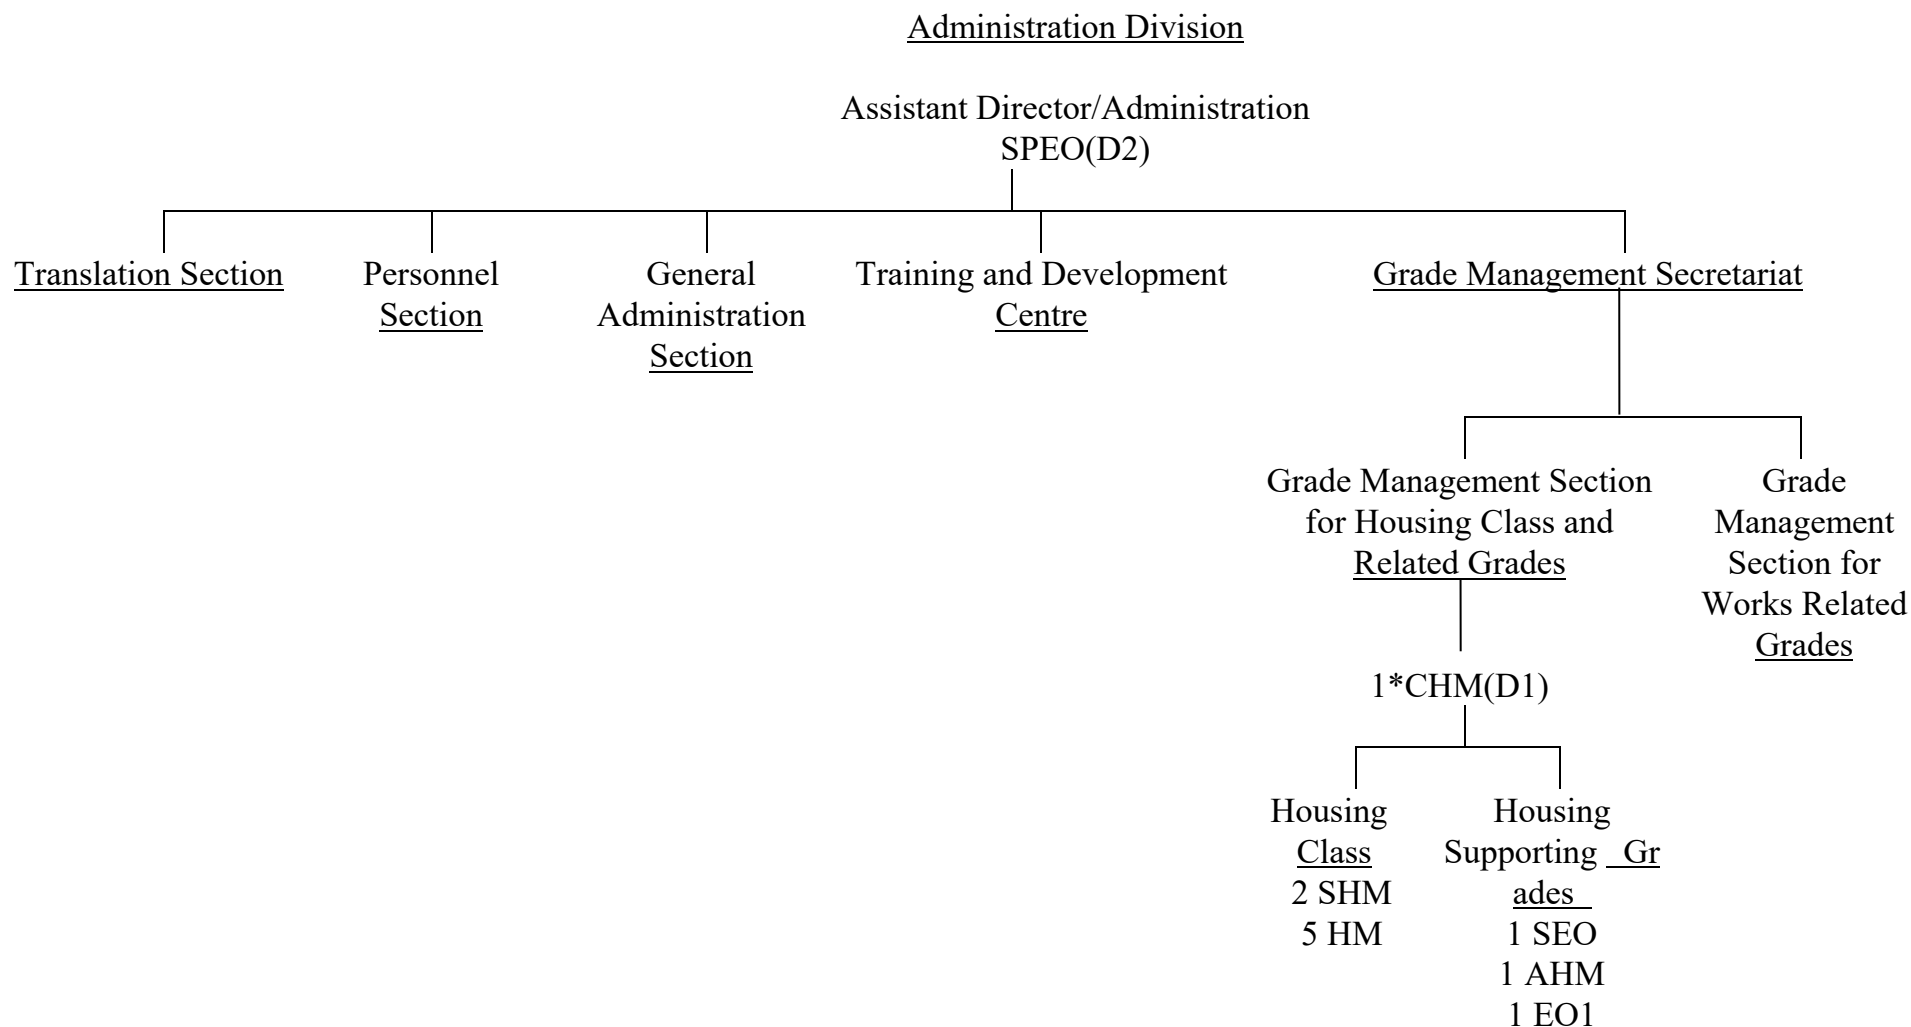 Administration Division
Assistant Director/Administration
SPEO(D2)
Translation Section
Personnel
Section
General
Administration
Section
Training and Development
Centre
Grade Management Secretariat
Grade Management Section
for Housing Class and
Related Grades
Grade
Management
Section for
Works Related
Grades
1*CHM(D1)
Housing
Class
2 SHM
5 HM
Housing
Supporting Gr
ades
1 SEO
1 AHM
1 EO1